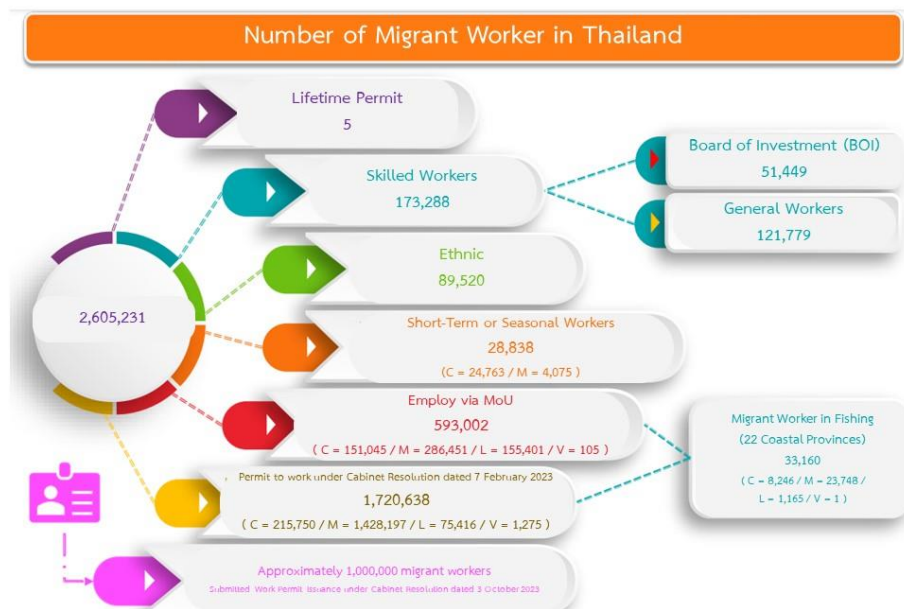 Number of Migrant Worker in Thailand
Lifetime Permit
5
Skilled Workers
173,288
Board of Investment (BOI)
51,449
General Workers
121,779
Ethnic
89,520
2,605,231
Short-Term or Seasonal Workers
28,838
(C = 24,763 / M = 4,075 )
Employ via MoU
593,002
( C = 151,045 / M = 286,451 / L = 155,401 / V = 105 )
Migrant Worker in Fishing
(22 Coastal Provinces)
33,160
( C = 8,246 / M = 23,748 /
L = 1,165 / V = 1 )
Permit to work under Cabinet Resolution dated 7 February 2023
1,720,638
( C = 215,750 / M = 1,428,197 / L = 75,416 / V = 1,275 )
Approximately 1,000,000 migrant workers
Submitted Work Permit Issuance under Cabinet Resolution dated 3 October 2023